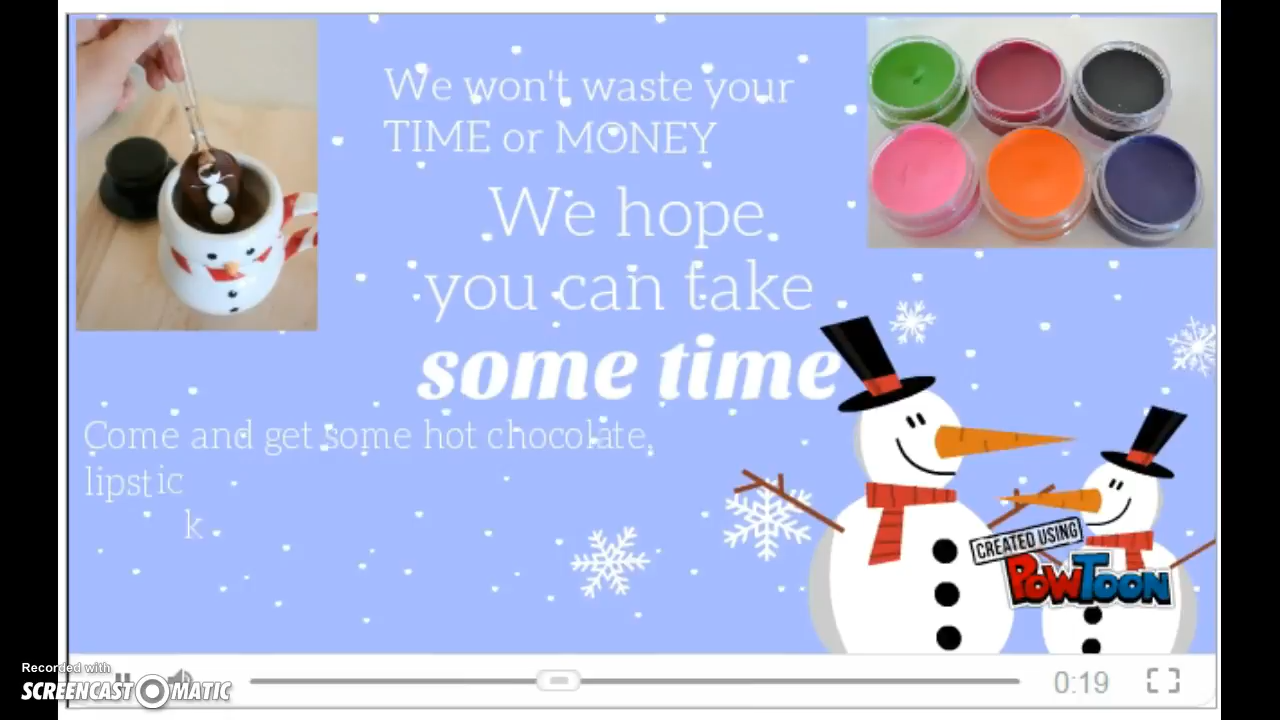 We won't waste your
TIME or MONEY
We hope
you can take
some time
Come and get some hot chocolate,
lipstic
k
CREATED USING
POWTOON
Recorded with
SCREENCAST-O-MATIC
0:19